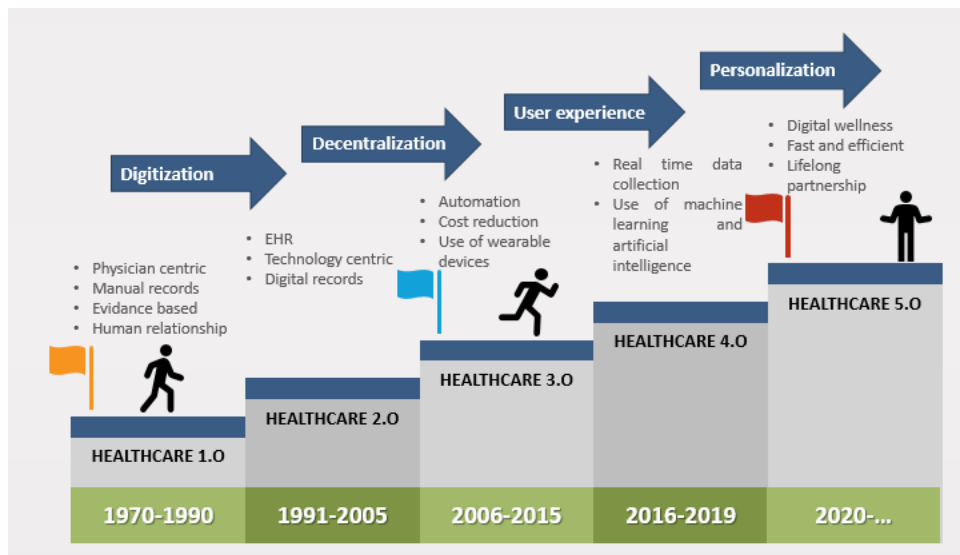 Personalization
User experience
Decentralization
Digitization
• Physician centric
• Manual records
• Evidance based
• Human relationship
• EHR
• Technology centric
• Digital records
• Automation
• Cost reduction
• Use of wearable
devices
• Real time data
collection
• Use of machine
learning and
artificial
intelligence
• Digital wellness
• Fast and efficient
• Lifelong
partnership
HEALTHCARE 1.O
HEALTHCARE 2.O
HEALTHCARE 3.O
HEALTHCARE 4.O
HEALTHCARE 5.O
1970-1990
1991-2005
2006-2015
2016-2019
2020-...